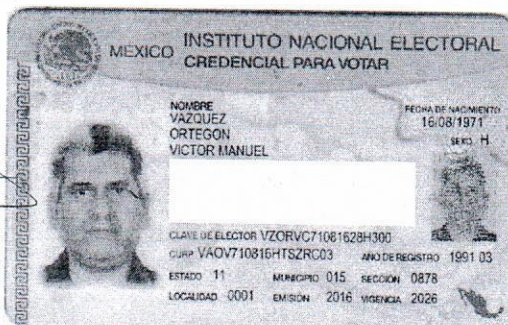 MEXICO INSTITUTO NACIONAL ELECTORAL
CREDENCIAL PARA VOTAR
NOMBRE
VAZQUEZ
ORTEGON
VICTOR MANUEL
FECHA DE NACIMIENTO
16/08/1971
SEXO H
CLAVE DE ELECTOR VZORVC71081628H300
CURP VAOV710816HTSZRC03 AÑO DE REGISTRO 1991 03
ESTADO 11 MUNICIPIO 015 SECCIÓN 0878
LOCALIDAD 0001 EMISIÓN 2016 VIGENCIA 2026